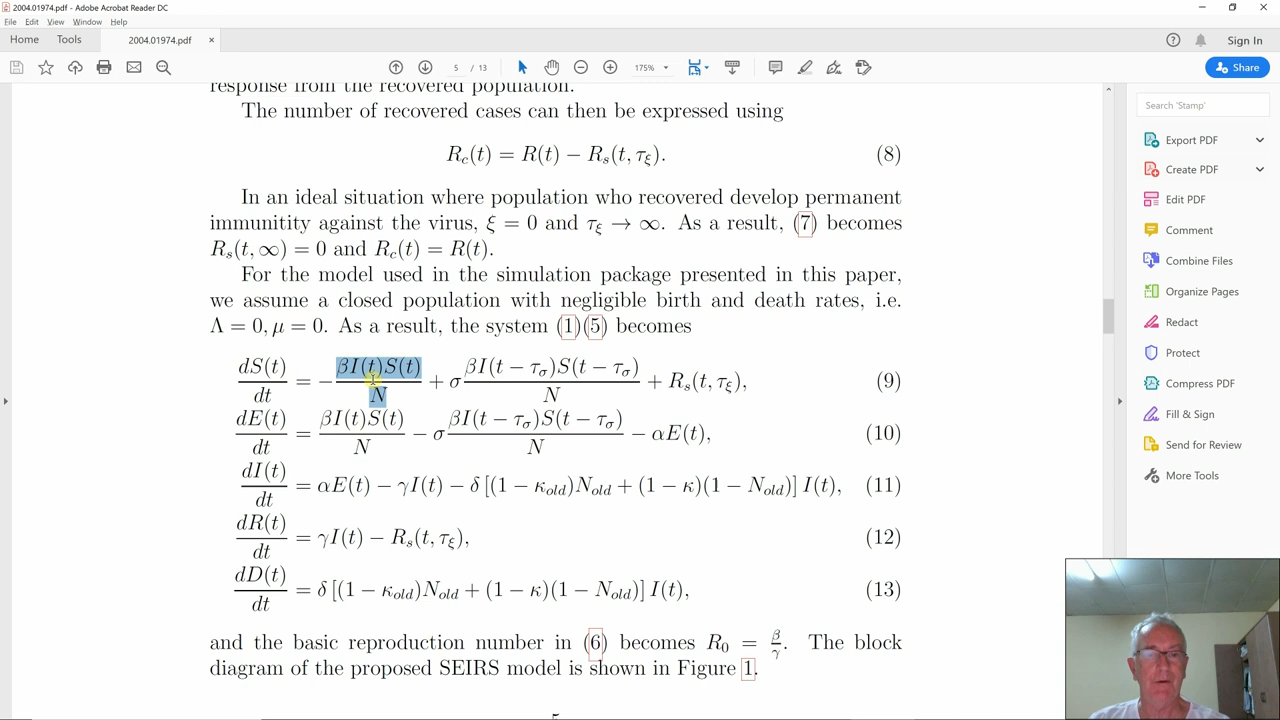 2004.01974.pdf - Adobe Acrobat Reader DC
File Edit View Window Help
Home Tools 2004.01974.pdf × Sign In
5 / 13 175% Share
response from the recovered population.
The number of recovered cases can then be expressed using
R_c(t) = R(t) − R_s(t, τ_ξ). (8)
In an ideal situation where population who recovered develop permanent
immunitity against the virus, ξ = 0 and τ_ξ → ∞. As a result, (7) becomes
R_s(t, ∞) = 0 and R_c(t) = R(t).
For the model used in the simulation package presented in this paper,
we assume a closed population with negligible birth and death rates, i.e.
Λ = 0, μ = 0. As a result, the system (1)(5) becomes
dS(t)/dt = − βI(t)S(t)/N + σ βI(t − τ_σ)S(t − τ_σ)/N + R_s(t, τ_ξ), (9)
dE(t)/dt = βI(t)S(t)/N − σ βI(t − τ_σ)S(t − τ_σ)/N − αE(t), (10)
dI(t)/dt = αE(t) − γI(t) − δ [(1 − κ_old)N_old + (1 − κ)(1 − N_old)] I(t), (11)
dR(t)/dt = γI(t) − R_s(t, τ_ξ), (12)
dD(t)/dt = δ [(1 − κ_old)N_old + (1 − κ)(1 − N_old)] I(t), (13)
and the basic reproduction number in (6) becomes R_0 = β/γ. The block
diagram of the proposed SEIRS model is shown in Figure 1.
5
Search 'Stamp'
Export PDF
Create PDF
Edit PDF
Comment
Combine Files
Organize Pages
Redact
Protect
Compress PDF
Fill & Sign
Send for Review
More Tools